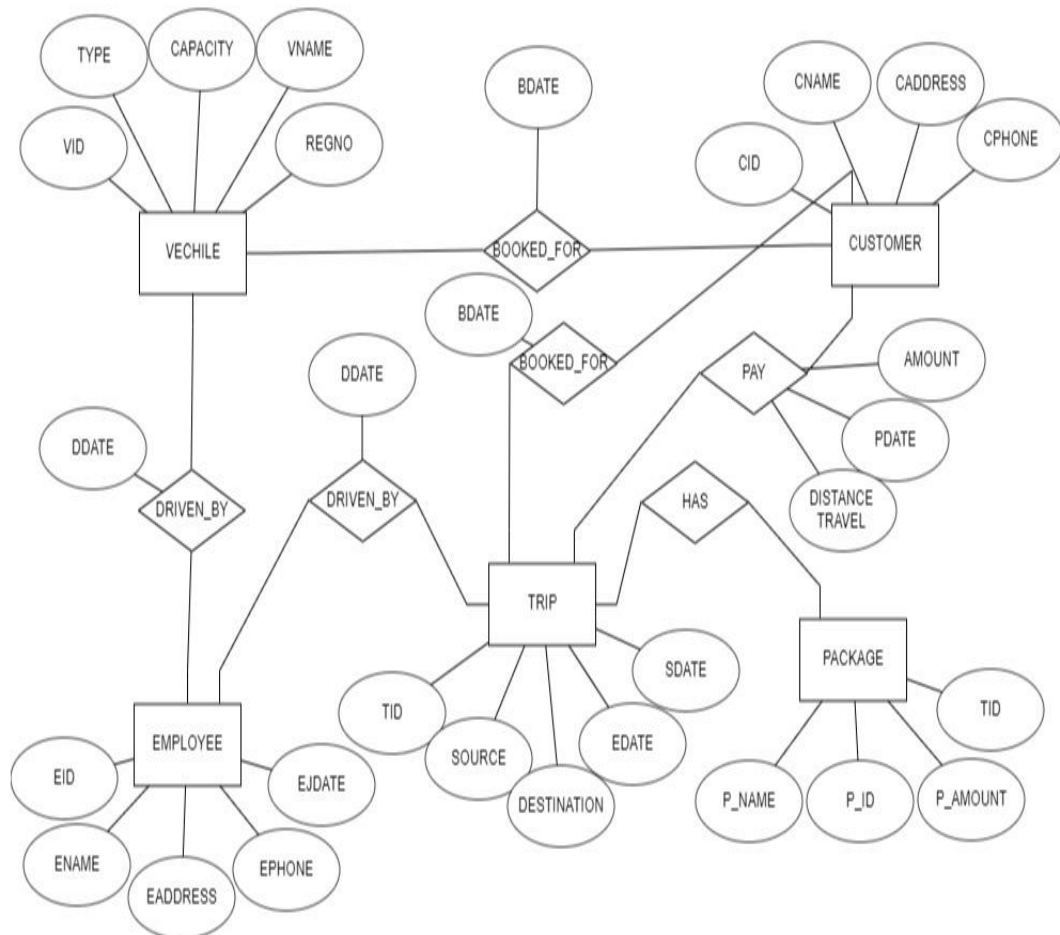 TYPE
CAPACITY
VNAME
VID
REGNO
VECHILE
BDATE
BOOKED_FOR
CNAME
CADDRESS
CID
CPHONE
CUSTOMER
BDATE
BOOKED_FOR
DDATE
DRIVEN_BY
DDATE
DRIVEN_BY
PAY
AMOUNT
PDATE
DISTANCE
TRAVEL
HAS
TRIP
TID
SOURCE
DESTINATION
EDATE
SDATE
PACKAGE
TID
P_NAME
P_ID
P_AMOUNT
EMPLOYEE
EID
EJDATE
ENAME
EADDRESS
EPHONE